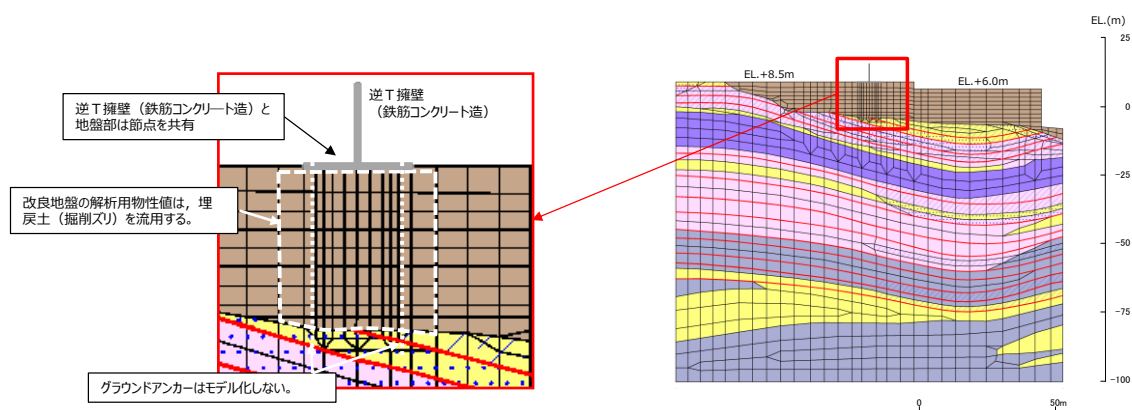 逆Ｔ擁壁（鉄筋コンクリート造）と
地盤部は節点を共有
逆Ｔ擁壁
（鉄筋コンクリート造）
改良地盤の解析用物性値は，埋
戻土（掘削ズリ）を流用する。
グラウンドアンカーはモデル化しない。
EL.(m)
EL.+8.5m
EL.+6.0m
25
0
−25
−50
−75
−100
0
50m